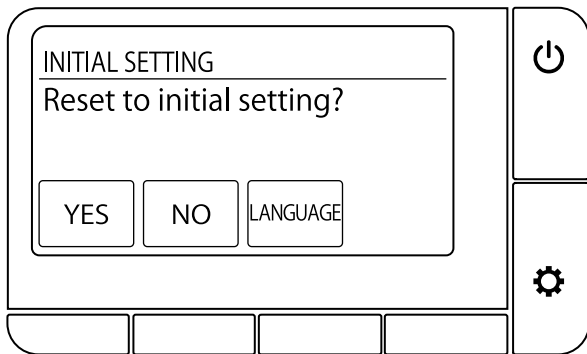 INITIAL SETTING
Reset to initial setting?
YES NO LANGUAGE